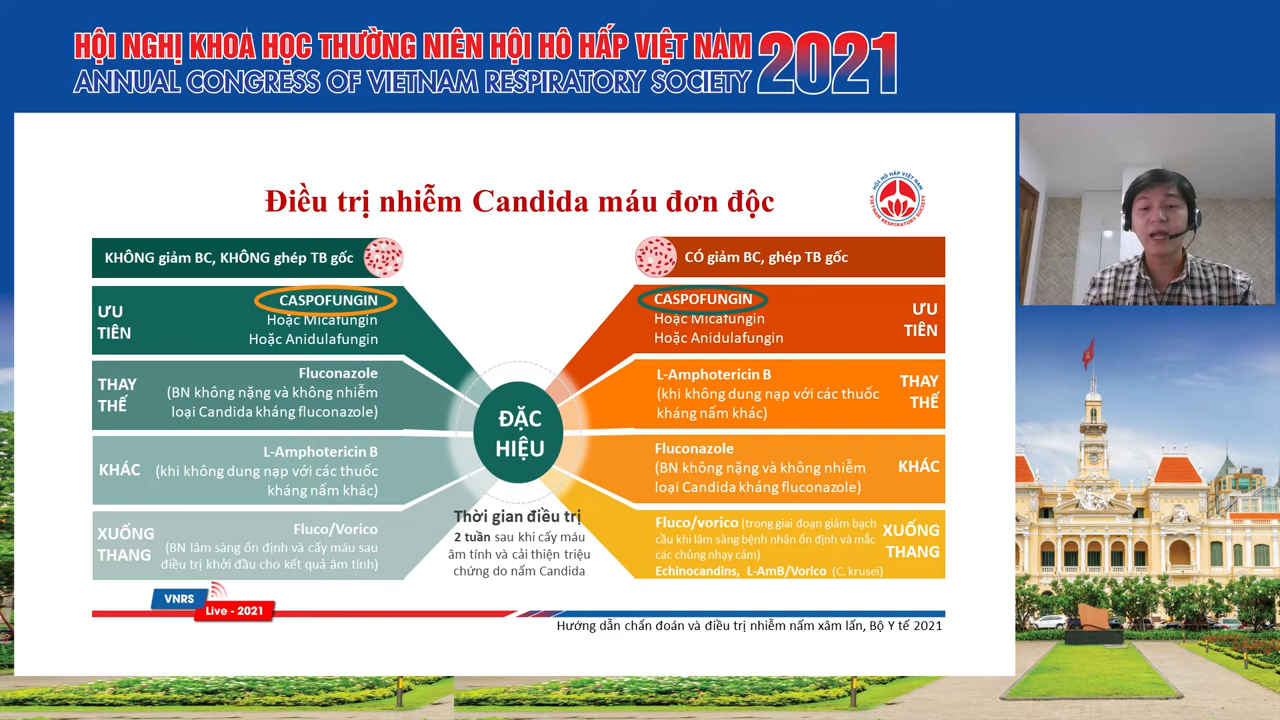 HỘI NGHỊ KHOA HỌC THƯỜNG NIÊN HỘI HÔ HẤP VIỆT NAM 2021
ANNUAL CONGRESS OF VIETNAM RESPIRATORY SOCIETY
Điều trị nhiễm Candida máu đơn độc
HỘI HÔ HẤP VIỆT NAM
VIETNAM RESPIRATORY SOCIETY
KHÔNG giảm BC, KHÔNG ghép TB gốc
ƯU
TIÊN
CASPOFUNGIN
Hoặc Micafungin
Hoặc Anidulafungin
THAY
THẾ
Fluconazole
(BN không nặng và không nhiễm
loại Candida kháng fluconazole)
KHÁC
L-Amphotericin B
(khi không dung nạp với các thuốc
kháng nấm khác)
XUỐNG
THANG
Fluco/Vorico
(BN lâm sàng ổn định và cấy máu sau
điều trị khởi đầu cho kết quả âm tính)
ĐẶC
HIỆU
Thời gian điều trị
2 tuần sau khi cấy máu
âm tính và cải thiện triệu
chứng do nấm Candida
CÓ giảm BC, ghép TB gốc
CASPOFUNGIN
Hoặc Micafungin
Hoặc Anidulafungin
ƯU
TIÊN
L-Amphotericin B
(khi không dung nạp với các thuốc
kháng nấm khác)
THAY
THẾ
Fluconazole
(BN không nặng và không nhiễm
loại Candida kháng fluconazole)
KHÁC
Fluco/vorico (trong giai đoạn giảm bạch
cầu khi lâm sàng bệnh nhân ổn định và mắc
các chủng nhạy cảm)
Echinocandins, L-AmB/Vorico (C. krusei)
XUỐNG
THANG
VNRS
Live - 2021
Hướng dẫn chẩn đoán và điều trị nhiễm nấm xâm lấn, Bộ Y tế 2021